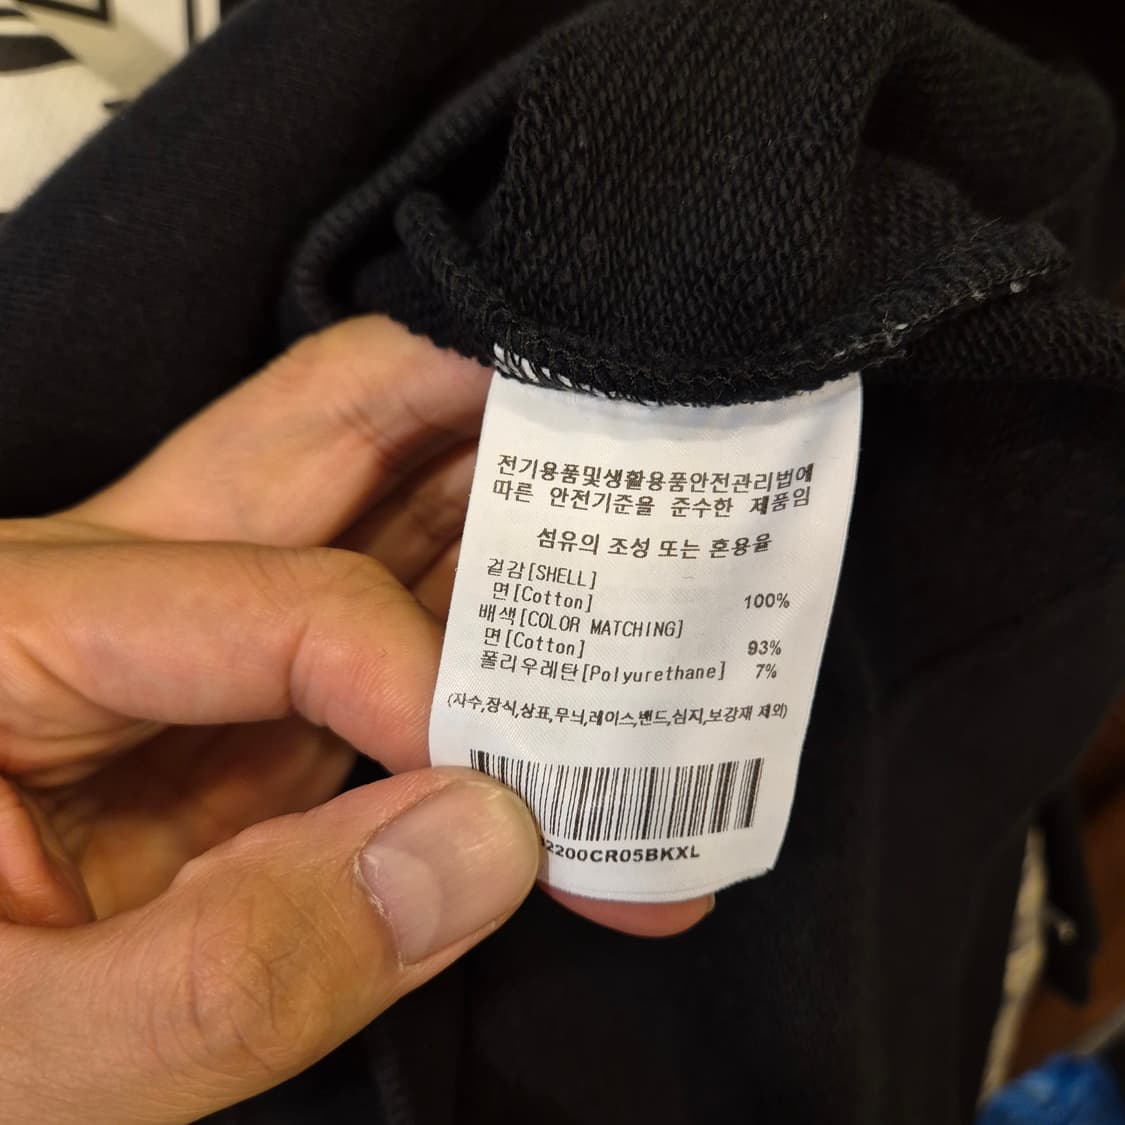 전기용품및생활용품안전관리법에
따른 안전기준을 준수한 제품임
섬유의 조성 또는 혼용율
겉감[SHELL]
면[Cotton] 100%
배색[COLOR MATCHING]
면[Cotton] 93%
폴리우레탄[Polyurethane] 7%
(자수,장식,상표,무늬,레이스,밴드,심지,보강재 제외)
2200CR05BKXL